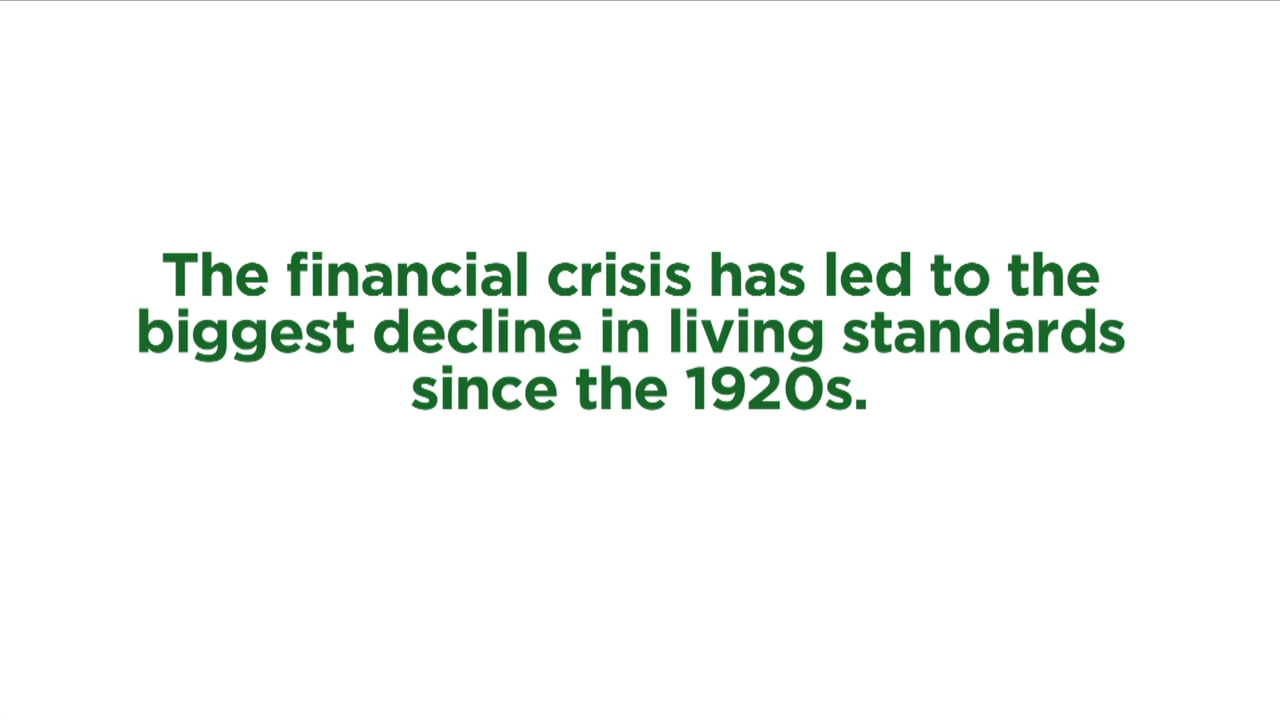 The financial crisis has led to the
biggest decline in living standards
since the 1920s.